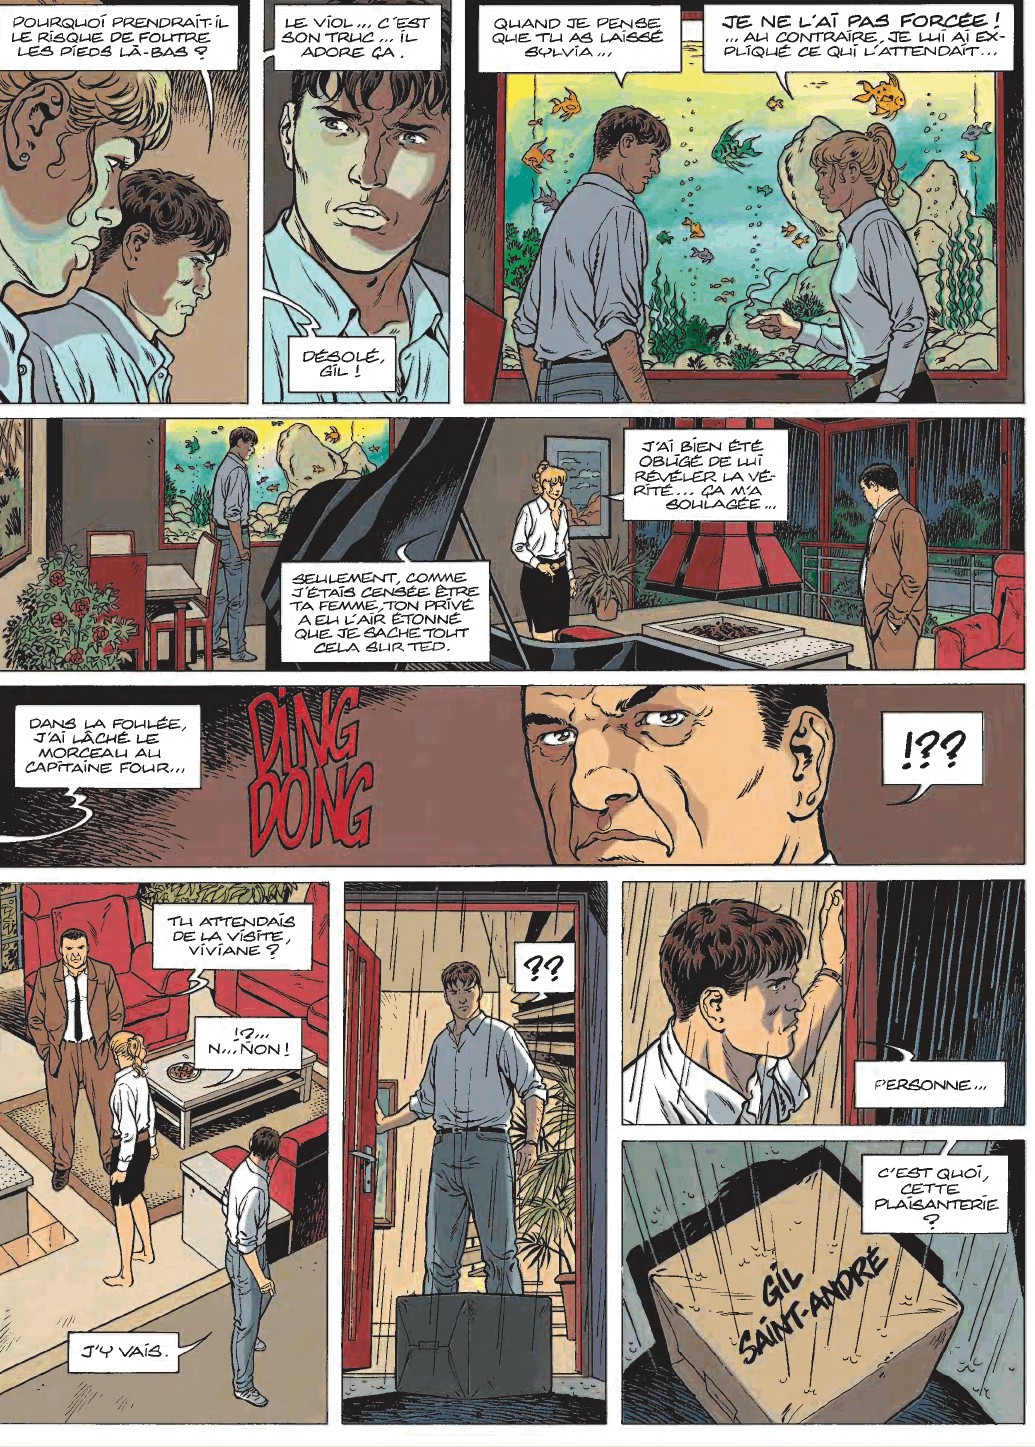 POURQUOI PRENDRAIT-IL
LE RISQUE DE FOUTRE
LES PIEDS LÀ-BAS ?
LE VIOL... C'EST
SON TRUC... IL
ADORE ÇA.
DÉSOLÉ,
GIL !
QUAND JE PENSE
QUE TU AS LAISSÉ
SYLVIA...
JE NE L'AI PAS FORCÉE !
... AU CONTRAIRE, JE LUI AI EX-
PLIQUÉ CE QUI L'ATTENDAIT...
J'AI BIEN ÉTÉ
OBLIGÉ DE LUI
RÉVÉLER LA VÉ-
RITÉ... ÇA M'A
SOULAGÉE...
SEULEMENT, COMME
J'ÉTAIS CENSÉE ÊTRE
TA FEMME, TON PRIVÉ
A EU L'AIR ÉTONNÉ
QUE JE SACHE TOUT
CELA SUR TED.
DANS LA FOULÉE,
J'AI LÂCHÉ LE
MORCEAU AU
CAPITAINE FOUR...
DING
DONG
!??
TU ATTENDAIS
DE LA VISITE,
VIVIANE ?
!?...
N...NON !
J'Y VAIS.
??
PERSONNE...
C'EST QUOI,
CETTE
PLAISANTERIE
?
GIL
SAINT-ANDRÉ